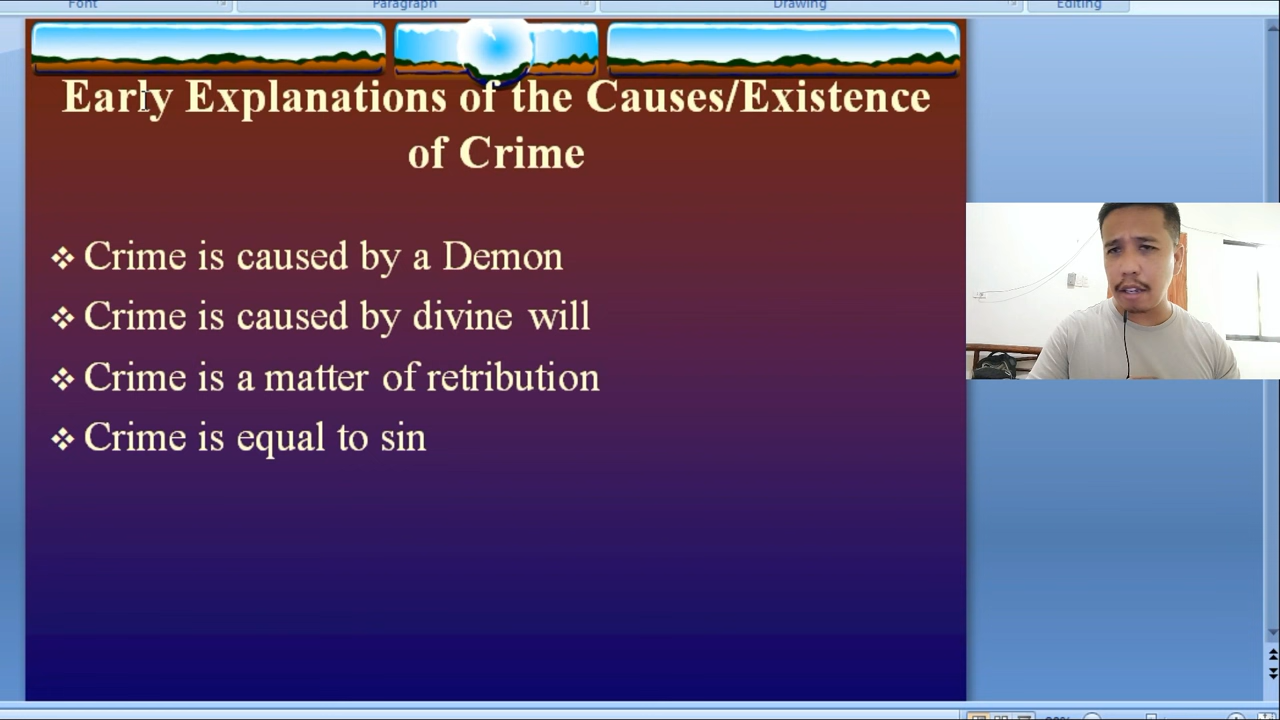 Font Paragraph Drawing Editing
Early Explanations of the Causes/Existence
of Crime
❖ Crime is caused by a Demon
❖ Crime is caused by divine will
❖ Crime is a matter of retribution
❖ Crime is equal to sin